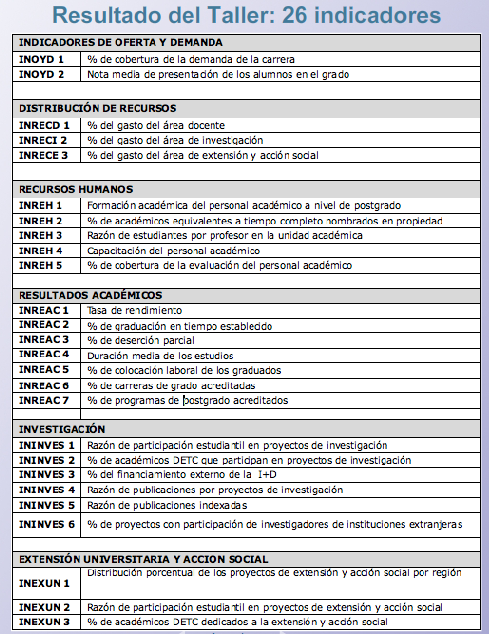 Resultado del Taller: 26 indicadores
INDICADORES DE OFERTA Y DEMANDA
INOYD 1 % de cobertura de la demanda de la carrera
INOYD 2 Nota media de presentación de los alumnos en el grado
DISTRIBUCIÓN DE RECURSOS
INRECD 1 % del gasto del área docente
INRECI 2 % del gasto del área de investigación
INRECE 3 % del gasto del área de extensión y acción social
RECURSOS HUMANOS
INREH 1 Formación académica del personal académico a nivel de postgrado
INREH 2 % de académicos equivalentes a tiempo completo nombrados en propiedad
INREH 3 Razón de estudiantes por profesor en la unidad académica
INREH 4 Capacitación del personal académico
INREH 5 % de cobertura de la evaluación del personal académico
RESULTADOS ACADÉMICOS
INREAC 1 Tasa de rendimiento
INREAC 2 % de graduación en tiempo establecido
INREAC 3 % de deserción parcial
INREAC 4 Duración media de los estudios
INREAC 5 % de colocación laboral de los graduados
INREAC 6 % de carreras de grado acreditadas
INREAC 7 % de programas de postgrado acreditados
INVESTIGACIÓN
ININVES 1 Razón de participación estudiantil en proyectos de investigación
ININVES 2 % de académicos DETC que participan en proyectos de investigación
ININVES 3 % del financiamiento externo de la I+D
ININVES 4 Razón de publicaciones por proyectos de investigación
ININVES 5 Razón de publicaciones indexadas
ININVES 6 % de proyectos con participación de investigadores de instituciones extranjeras
EXTENSIÓN UNIVERSITARIA Y ACCION SOCIAL
INEXUN 1 Distribución porcentual de los proyectos de extensión y acción social por región
INEXUN 2 Razón de participación estudiantil en proyectos de extensión y acción social
INEXUN 3 % de académicos DETC dedicados a la extensión y acción social